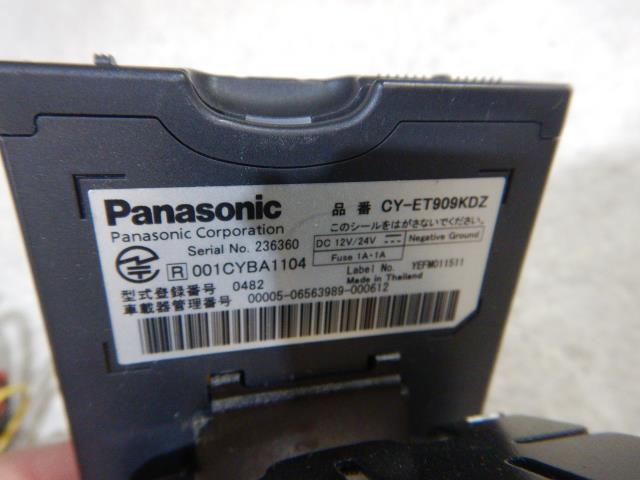 Panasonic
品 番 CY-ET909KDZ
Panasonic Corporation
このシールをはがさないでください。
Serial No. 236360
DC 12V/24V Negative Ground
Fuse 1A-1A
R 001CYBA1104
Label No. YEFM011511
Made in Thailand
型式登録番号 0482
車載器管理番号 00005-06563989-000612